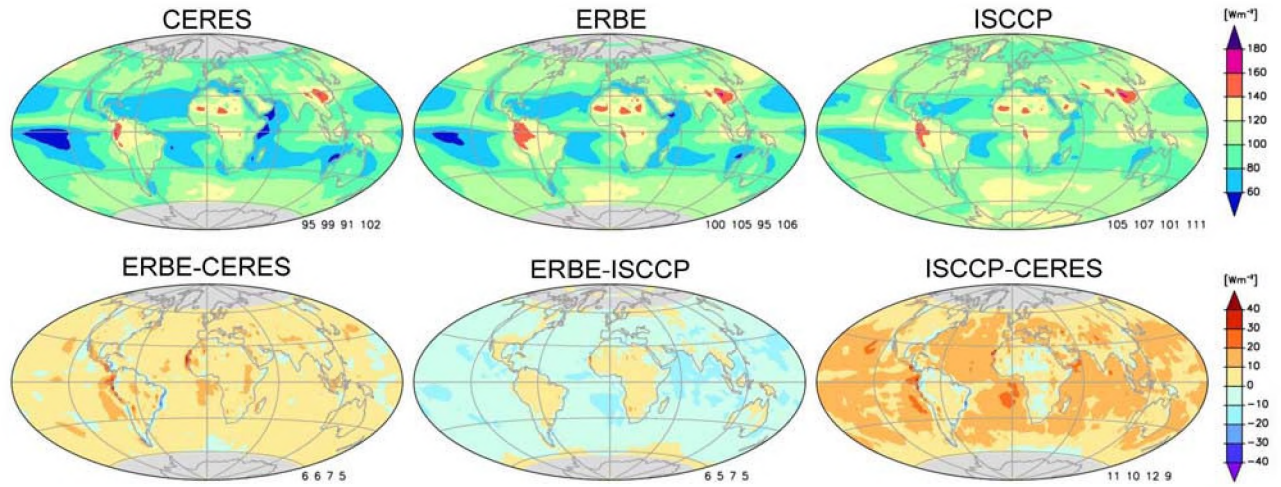 CERES
ERBE
ISCCP
[Wm⁻²]
180
160
140
120
100
80
60
95 99 91 102
100 105 95 106
105 107 101 111
ERBE-CERES
ERBE-ISCCP
ISCCP-CERES
[Wm⁻²]
40
30
20
10
0
−10
−20
−30
−40
6 6 7 5
6 5 7 5
11 10 12 9